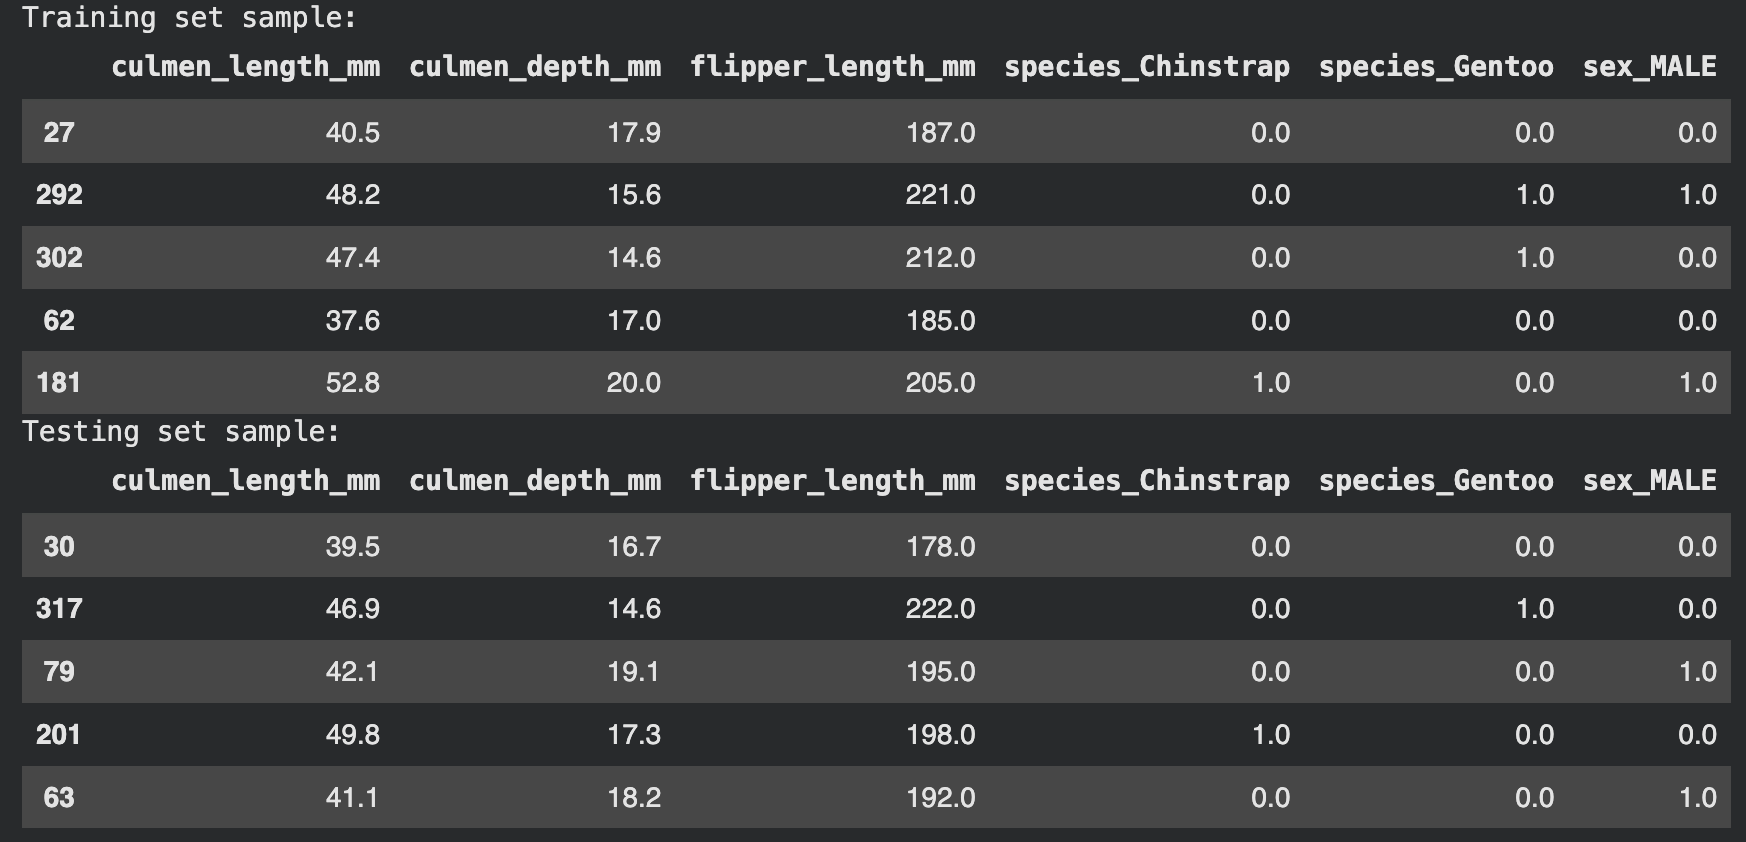 Training set sample:
culmen_length_mm culmen_depth_mm flipper_length_mm species_Chinstrap species_Gentoo sex_MALE
27 40.5 17.9 187.0 0.0 0.0 0.0
292 48.2 15.6 221.0 0.0 1.0 1.0
302 47.4 14.6 212.0 0.0 1.0 0.0
62 37.6 17.0 185.0 0.0 0.0 0.0
181 52.8 20.0 205.0 1.0 0.0 1.0
Testing set sample:
culmen_length_mm culmen_depth_mm flipper_length_mm species_Chinstrap species_Gentoo sex_MALE
30 39.5 16.7 178.0 0.0 0.0 0.0
317 46.9 14.6 222.0 0.0 1.0 0.0
79 42.1 19.1 195.0 0.0 0.0 1.0
201 49.8 17.3 198.0 1.0 0.0 0.0
63 41.1 18.2 192.0 0.0 0.0 1.0